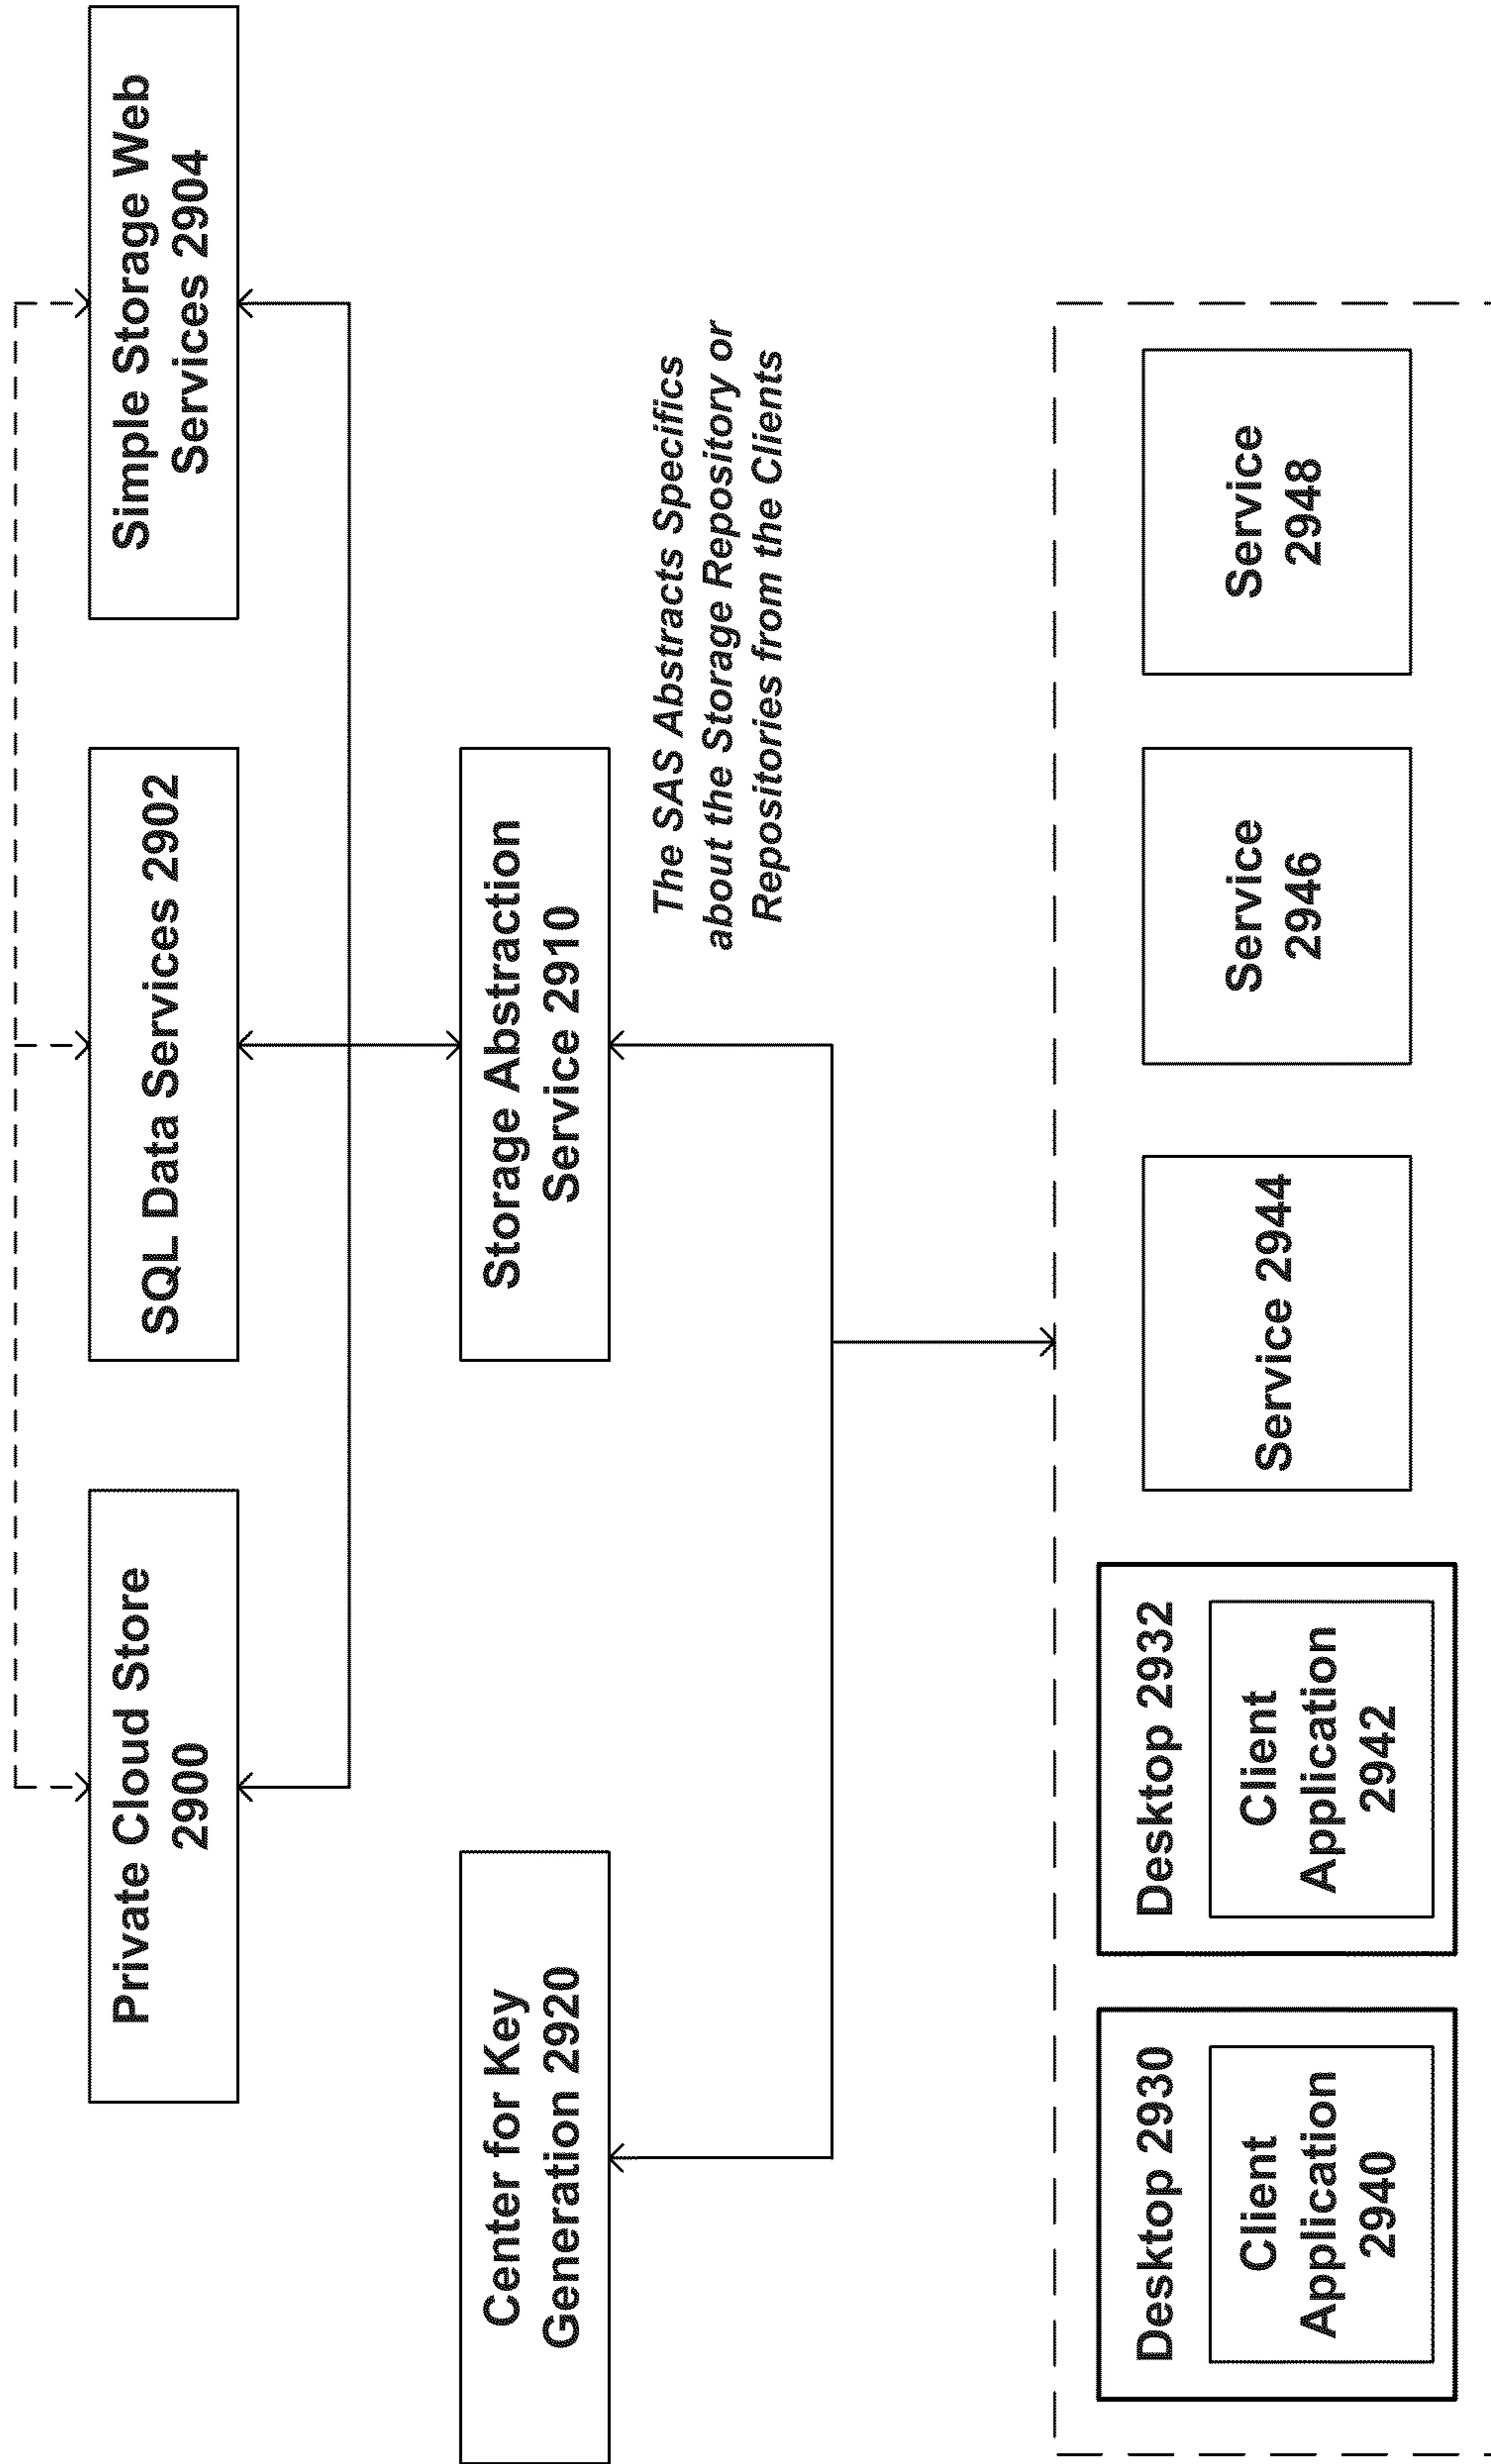 Private Cloud Store
2900
SQL Data Services 2902
Simple Storage Web
Services 2904
Center for Key
Generation 2920
Storage Abstraction
Service 2910
The SAS Abstracts Specifics
about the Storage Repository or
Repositories from the Clients
Desktop 2930
Client
Application
2940
Desktop 2932
Client
Application
2942
Service 2944
Service
2946
Service
2948